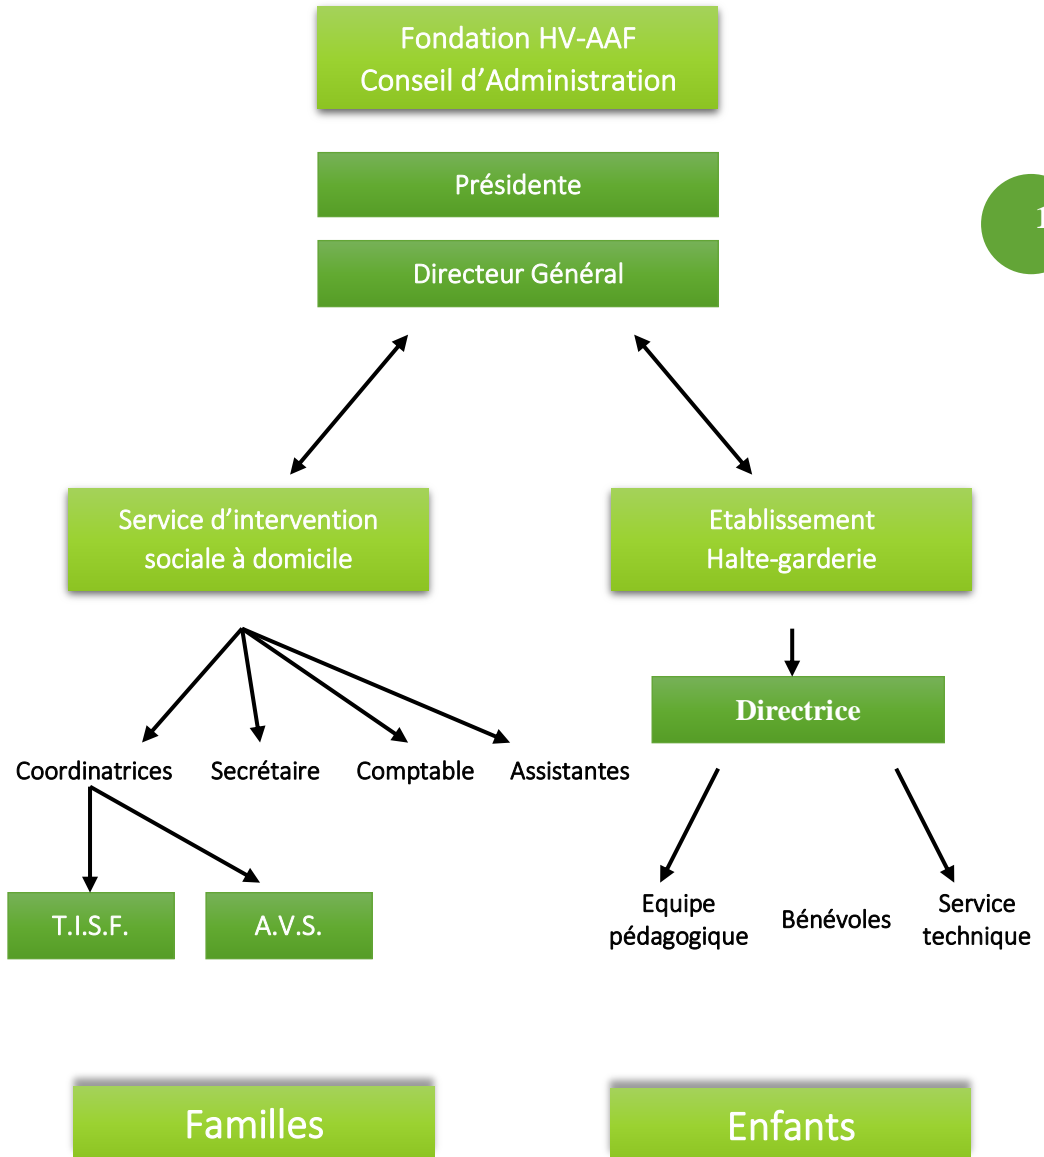 Fondation HV-AAF
Conseil d’Administration
Présidente
1
Directeur Général
Service d’intervention
sociale à domicile
Etablissement
Halte-garderie
Directrice
Coordinatrices
Secrétaire
Comptable
Assistantes
T.I.S.F.
A.V.S.
Equipe
pédagogique
Bénévoles
Service
technique
Familles
Enfants